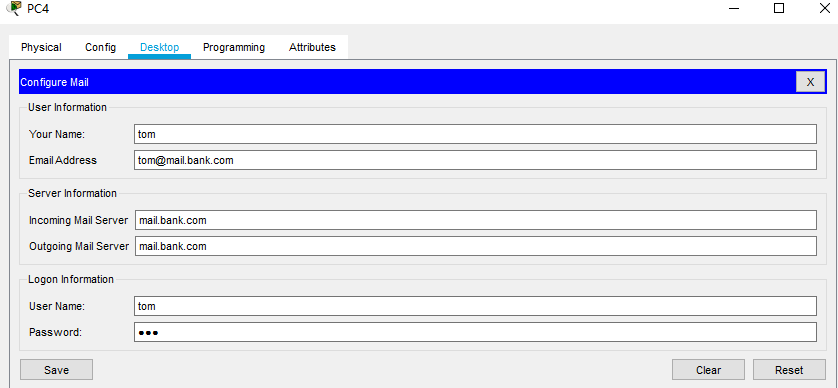 PC4
Physical Config Desktop Programming Attributes
Configure Mail X
User Information
Your Name: tom
Email Address tom@mail.bank.com
Server Information
Incoming Mail Server mail.bank.com
Outgoing Mail Server mail.bank.com
Logon Information
User Name: tom
Password: ●●●
Save Clear Reset